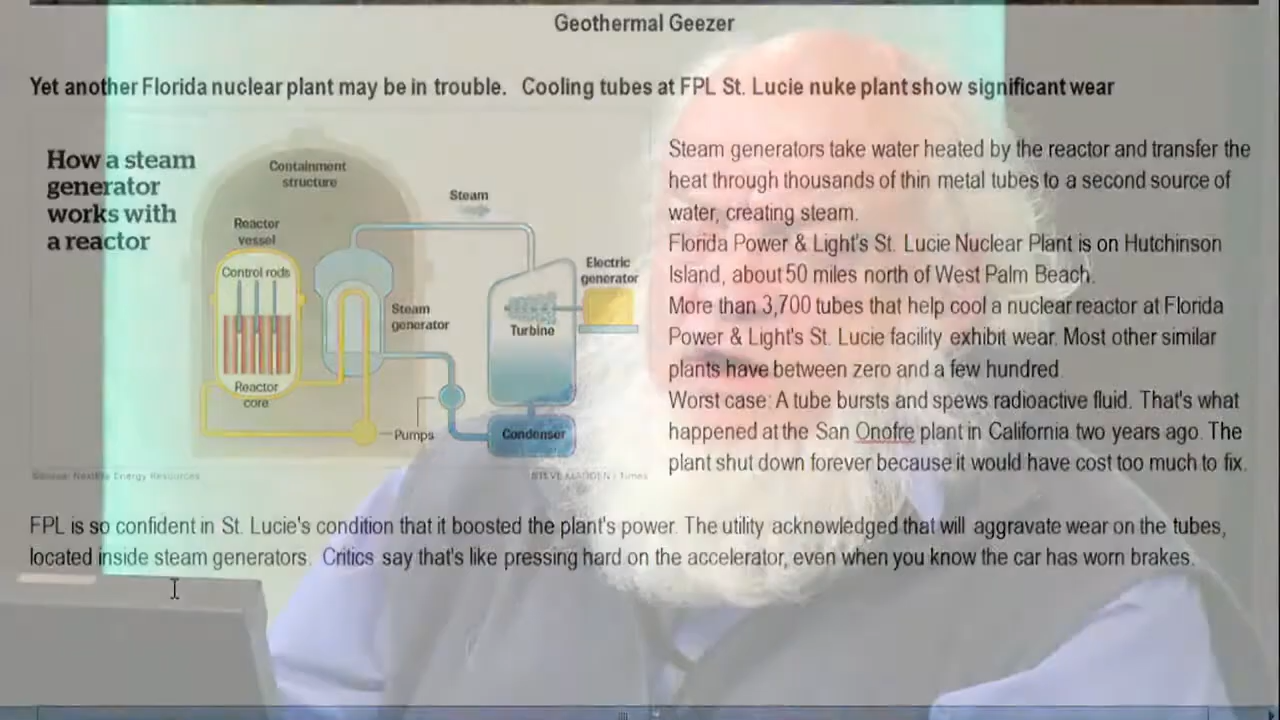 Geothermal Geezer
Yet another Florida nuclear plant may be in trouble. Cooling tubes at FPL St. Lucie nuke plant show significant wear
How a steam
generator
works with
a reactor
Containment
structure
Steam
Reactor
vessel
Control rods
Electric
generator
Steam
generator
Turbine
Reactor
core
Pumps
Condenser
Source: NextEra Energy Resources
STEVE MADDEN / Times
Steam generators take water heated by the reactor and transfer the
heat through thousands of thin metal tubes to a second source of
water, creating steam.
Florida Power & Light's St. Lucie Nuclear Plant is on Hutchinson
Island, about 50 miles north of West Palm Beach.
More than 3,700 tubes that help cool a nuclear reactor at Florida
Power & Light's St. Lucie facility exhibit wear. Most other similar
plants have between zero and a few hundred
Worst case: A tube bursts and spews radioactive fluid. That's what
happened at the San Onofre plant in California two years ago. The
plant shut down forever because it would have cost too much to fix.
FPL is so confident in St. Lucie's condition that it boosted the plant's power. The utility acknowledged that will aggravate wear on the tubes,
located inside steam generators. Critics say that's like pressing hard on the accelerator, even when you know the car has worn brakes.